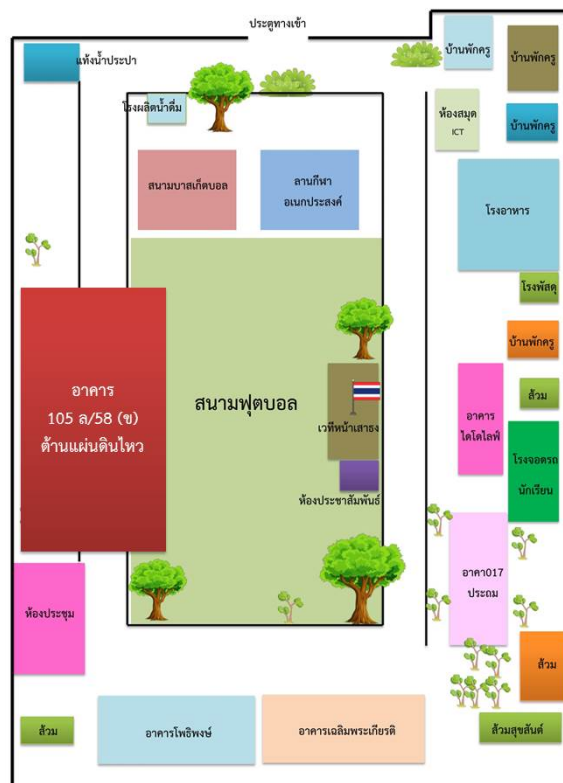 ประตูทางเข้า
แท้งน้ำประปา
บ้านพักครู
บ้านพักครู
โรงผลิตน้ำดื่ม
ห้องสมุด
ICT
บ้านพักครู
สนามบาสเก็ตบอล
ลานกีฬา
อเนกประสงค์
โรงอาหาร
โรงพัสดุ
บ้านพักครู
อาคาร
105 ล/58 (ข)
ต้านแผ่นดินไหว
สนามฟุตบอล
เวทีหน้าเสาธง
ห้องประชาสัมพันธ์
ส้วม
อาคาร
ไดโดไลฟ์
โรงจอดรถ
นักเรียน
อาคา017
ประถม
ห้องประชุม
ส้วม
ส้วม
อาคารโพธิพงษ์
อาคารเฉลิมพระเกียรติ
ส้วมสุขสันต์